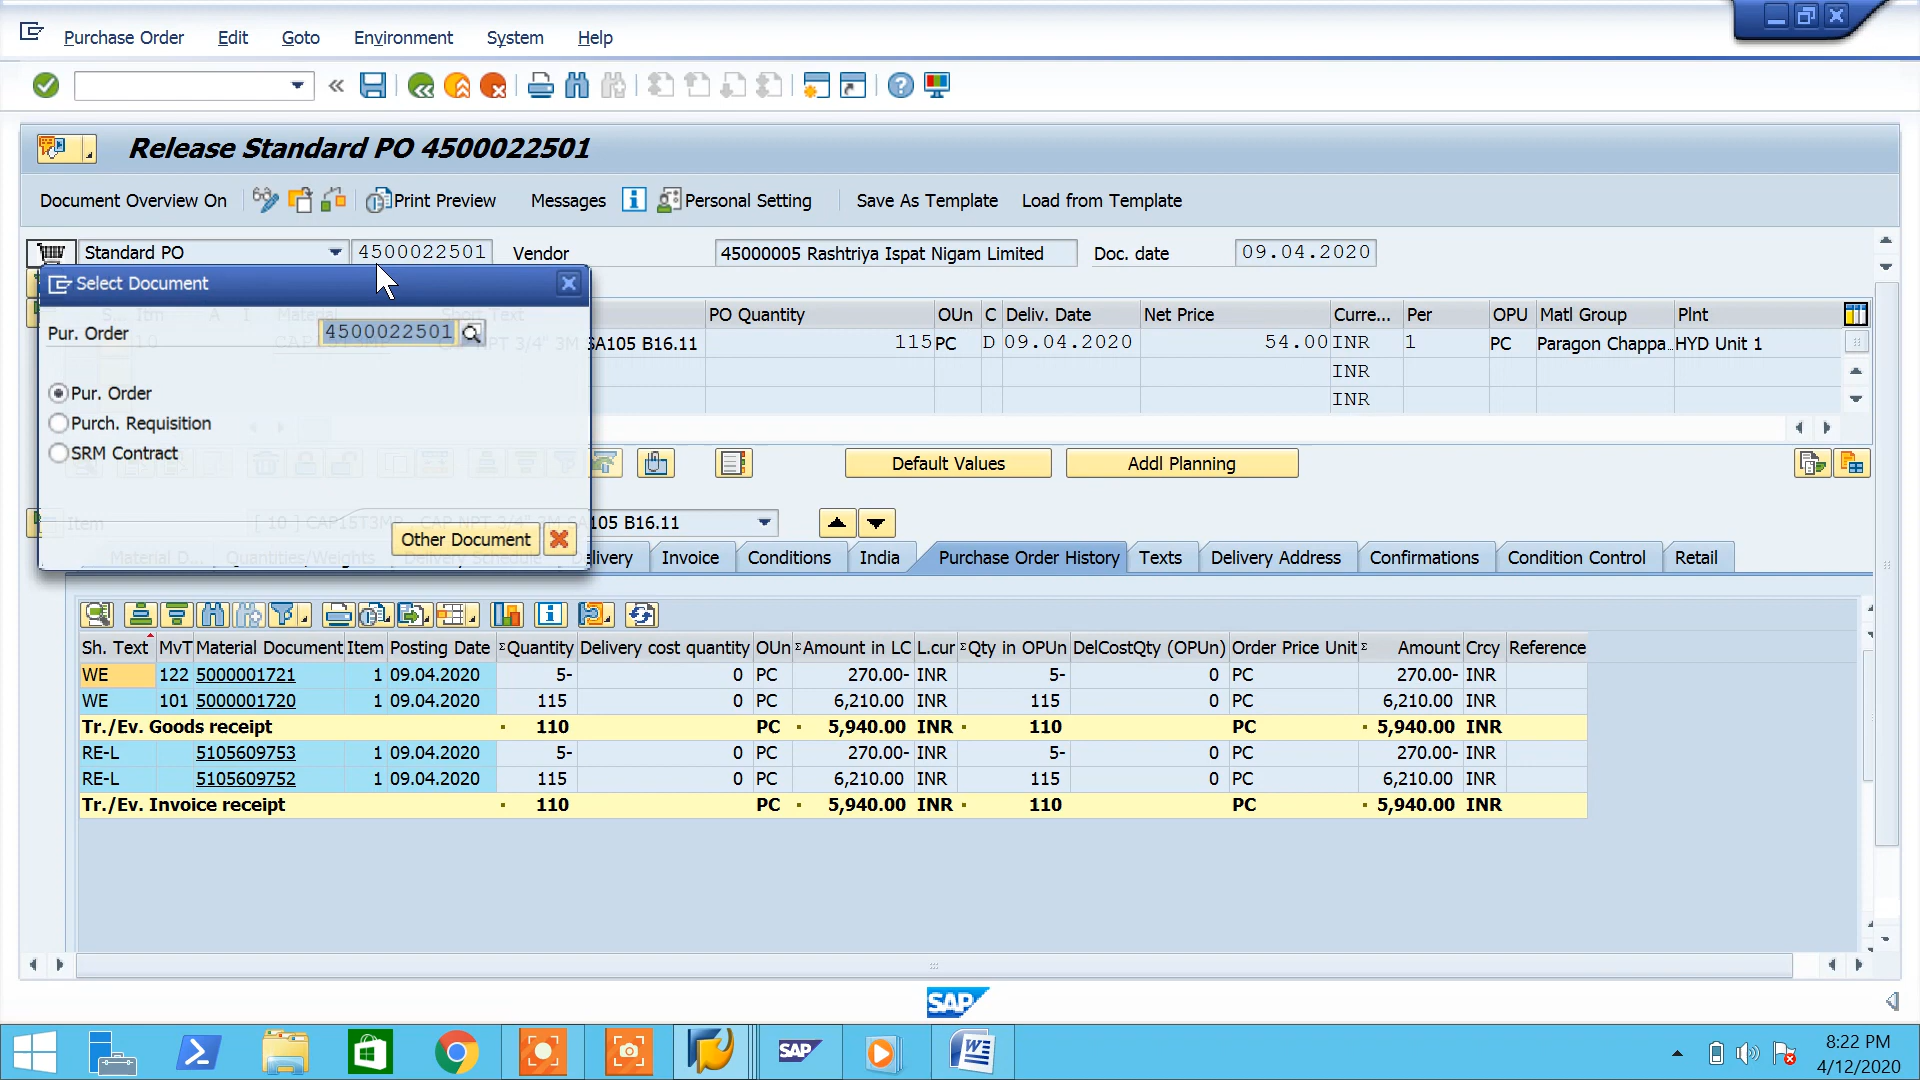 Purchase Order Edit Goto Environment System Help
Release Standard PO 4500022501
Document Overview On Print Preview Messages Personal Setting Save As Template Load from Template
Standard PO 4500022501 Vendor 45000005 Rashtriya Ispat Nigam Limited Doc. date 09.04.2020
Select Document
Pur. Order 4500022501
Pur. Order
Purch. Requisition
SRM Contract
Other Document
S... Itm A I Material Short Text PO Quantity OUn C Deliv. Date Net Price Curre... Per OPU Matl Group Plnt
10 3/4" 3M SA105 B16.11 115 PC D 09.04.2020 54.00 INR 1 PC Paragon Chappa.. HYD Unit 1
INR
INR
Default Values Addl Planning
Item [ 10 ] CAP15T3MP , CAP NPT 3/4" 3M SA105 B16.11
Material D... Quantities/Weights Delivery Schedule Delivery Invoice Conditions India Purchase Order History Texts Delivery Address Confirmations Condition Control Retail
Sh. Text MvT Material Document Item Posting Date Quantity Delivery cost quantity OUn Amount in LC L.cur Qty in OPUn DelCostQty (OPUn) Order Price Unit Amount Crcy Reference
WE 122 5000001721 1 09.04.2020 5- 0 PC 270.00- INR 5- 0 PC 270.00- INR
WE 101 5000001720 1 09.04.2020 115 0 PC 6,210.00 INR 115 0 PC 6,210.00 INR
Tr./Ev. Goods receipt 110 PC 5,940.00 INR 110 PC 5,940.00 INR
RE-L 5105609753 1 09.04.2020 5- 0 PC 270.00- INR 5- 0 PC 270.00- INR
RE-L 5105609752 1 09.04.2020 115 0 PC 6,210.00 INR 115 0 PC 6,210.00 INR
Tr./Ev. Invoice receipt 110 PC 5,940.00 INR 110 PC 5,940.00 INR
SAP
SAP
8:22 PM
4/12/2020